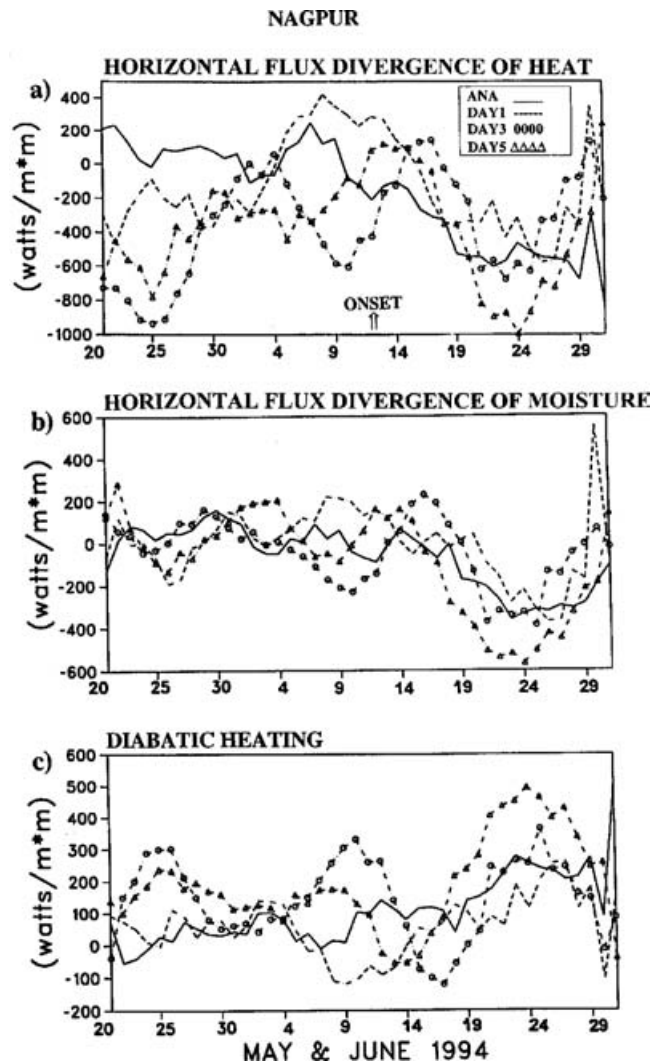 NAGPUR
HORIZONTAL FLUX DIVERGENCE OF HEAT
a)
400
200
0
-200
-400
-600
-800
-1000
(watts/m*m)
ANA
DAY1
DAY3 0000
DAY5 ΔΔΔΔ
ONSET
20 25 30 4 9 14 19 24 29
HORIZONTAL FLUX DIVERGENCE OF MOISTURE
b)
600
400
200
0
-200
-400
-600
(watts/m*m)
20 25 31 4 9 14 19 24 29
DIABATIC HEATING
c)
600
500
400
300
200
100
0
-100
-200
(watts/m*m)
20 25 31 4 9 14 19 24 29
MAY & JUNE 1994